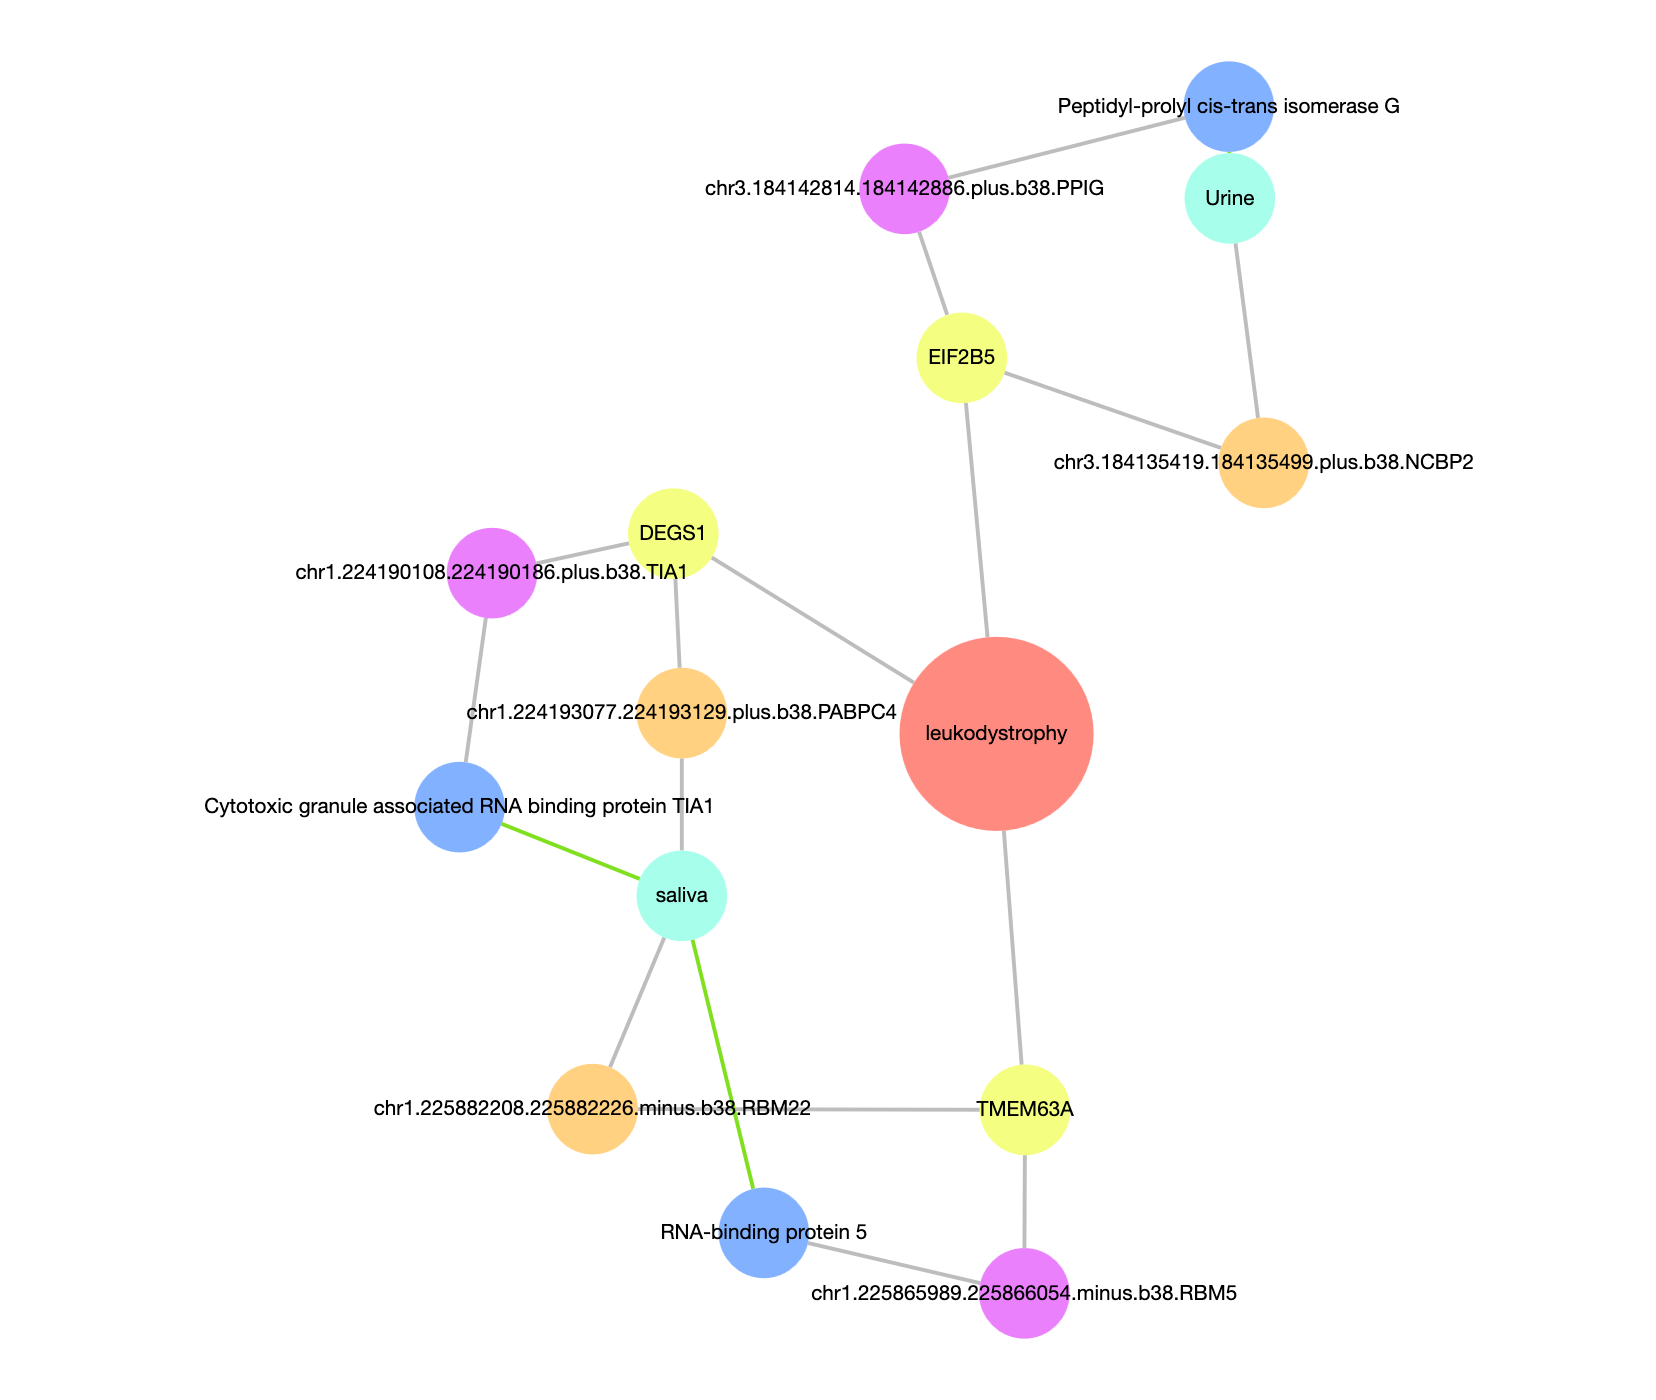 Peptidyl-prolyl cis-trans isomerase G
chr3.184142814.184142886.plus.b38.PPIG
Urine
EIF2B5
chr3.184135419.184135499.plus.b38.NCBP2
DEGS1
chr1.224190108.224190186.plus.b38.TIA1
chr1.224193077.224193129.plus.b38.PABPC4
leukodystrophy
Cytotoxic granule associated RNA binding protein TIA1
saliva
chr1.225882208.225882226.minus.b38.RBM22
TMEM63A
RNA-binding protein 5
chr1.225865989.225866054.minus.b38.RBM5